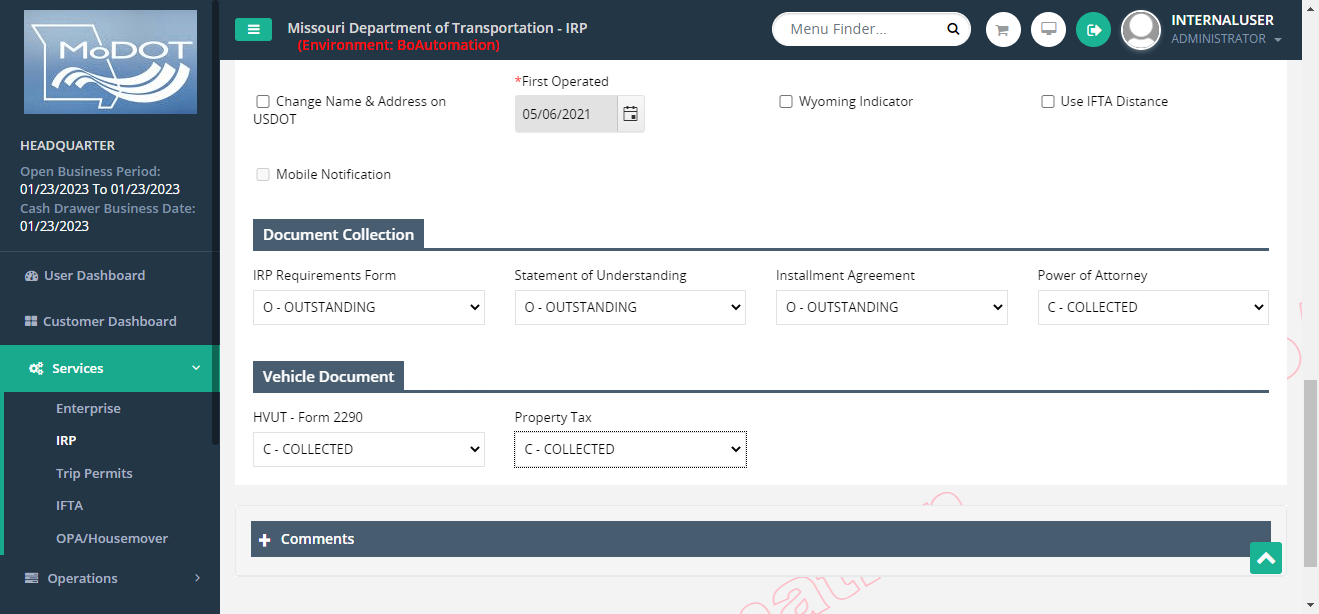 MoDOT
HEADQUARTER
Open Business Period:
01/23/2023 To 01/23/2023
Cash Drawer Business Date:
01/23/2023
User Dashboard
Customer Dashboard
Services
Enterprise
IRP
Trip Permits
IFTA
OPA/Housemover
Operations
Missouri Department of Transportation - IRP
(Environment: BoAutomation)
Menu Finder...
INTERNALUSER
ADMINISTRATOR
*First Operated
Change Name & Address on
USDOT
05/06/2021
Wyoming Indicator
Use IFTA Distance
Mobile Notification
Document Collection
IRP Requirements Form
Statement of Understanding
Installment Agreement
Power of Attorney
O - OUTSTANDING
O - OUTSTANDING
O - OUTSTANDING
C - COLLECTED
Vehicle Document
HVUT - Form 2290
Property Tax
C - COLLECTED
C - COLLECTED
Comments